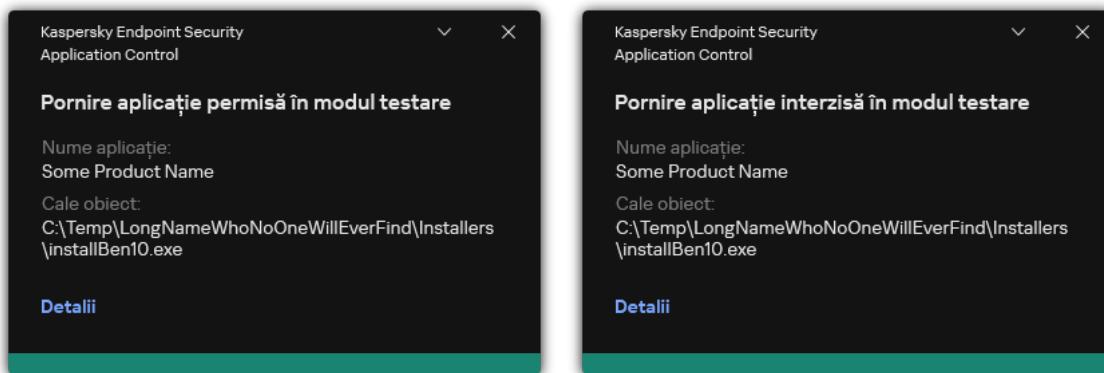 Kaspersky Endpoint Security
Application Control
Pornire aplicație permisă în modul testare
Nume aplicație:
Some Product Name
Cale obiect:
C:\Temp\LongNameWhoNoOneWillEverFind\Installers
\installBen10.exe
Detalii
Kaspersky Endpoint Security
Application Control
Pornire aplicație interzisă în modul testare
Nume aplicație:
Some Product Name
Cale obiect:
C:\Temp\LongNameWhoNoOneWillEverFind\Installers
\installBen10.exe
Detalii